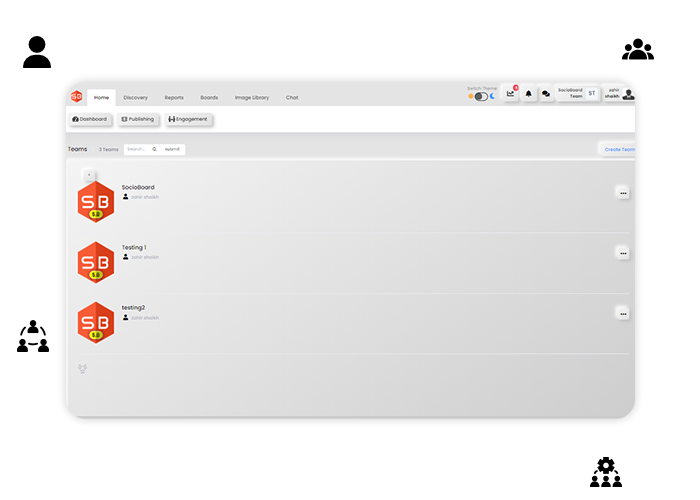 SB Home Discovery Reports Boards Image Library Chat Switch Theme SocioBoard Team ST zahir shaikh
Dashboard Publishing Engagement
Teams 3 Teams Search... submit Create Team
SocioBoard
zahir shaikh
SB
5.0
Testing 1
zahir shaikh
SB
5.0
testing2
zahir shaikh
SB
5.0